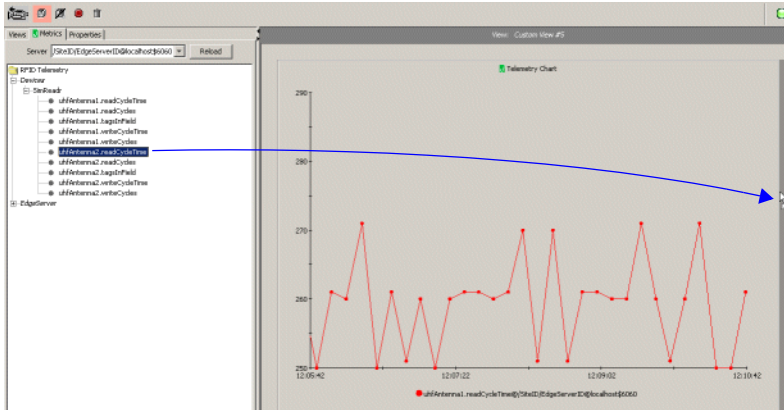 View: Custom View #5
Views Metrics Properties
Server /SiteID/EdgeServerID@localhost:6060 Reload
RFID Telemetry
Devices
SimReadr
uhfAntenna1.readCycleTime
uhfAntenna1.readCycles
uhfAntenna1.tagsInField
uhfAntenna1.writeCycleTime
uhfAntenna1.writeCycles
uhfAntenna2.readCycleTime
uhfAntenna2.readCycles
uhfAntenna2.tagsInField
uhfAntenna2.writeCycleTime
uhfAntenna2.writeCycles
EdgeServer
Telemetry Chart
290
280
270
260
250
12:05:42 12:07:22 12:09:02 12:10:42
uhfAntenna1.readCycleTime@/SiteID/EdgeServerID@localhost:6060